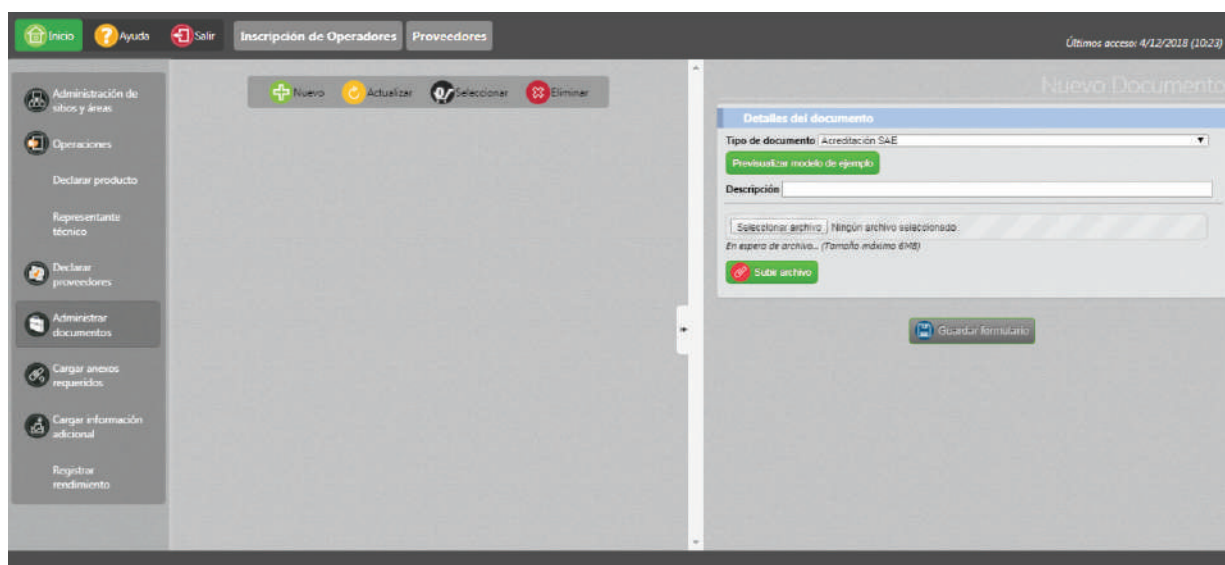 Inicio Ayuda Salir Inscripción de Operadores Proveedores
Últimos acceso: 4/12/2018 (10:23)
Administración de
sitios y áreas
Operaciones
Declarar producto
Representante
técnico
Declarar
proveedores
Administrar
documentos
Cargar anexos
requeridos
Cargar información
adicional
Registrar
rendimiento
Nuevo Actualizar Seleccionar Eliminar
Nuevo Documento
Detalles del documento
Tipo de documento Acreditación SAE
Previsualizar modelo de ejemplo
Descripción
Seleccionar archivo Ningún archivo seleccionado
En espera de archivo... (Tamaño máximo 6MB)
Subir archivo
Guardar formulario